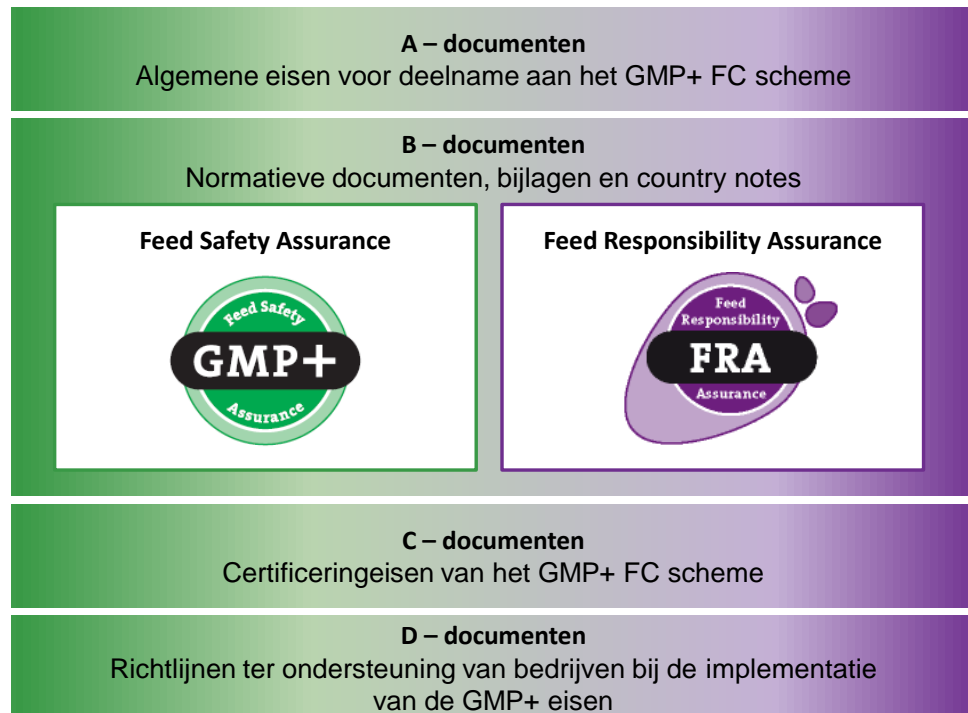 A – documenten
Algemene eisen voor deelname aan het GMP+ FC scheme
B – documenten
Normatieve documenten, bijlagen en country notes
Feed Safety Assurance
Feed Safety
GMP+
Assurance
Feed Responsibility Assurance
Feed
Responsibility
FRA
Assurance
C – documenten
Certificeringeisen van het GMP+ FC scheme
D – documenten
Richtlijnen ter ondersteuning van bedrijven bij de implementatie
van de GMP+ eisen